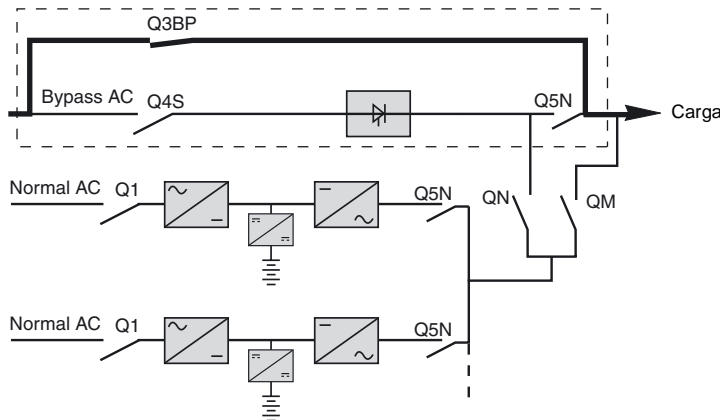 Q3BP
Bypass AC
Q4S
Q5N
Carga
Normal AC
Q1
Q5N
QN
QM
Normal AC
Q1
Q5N